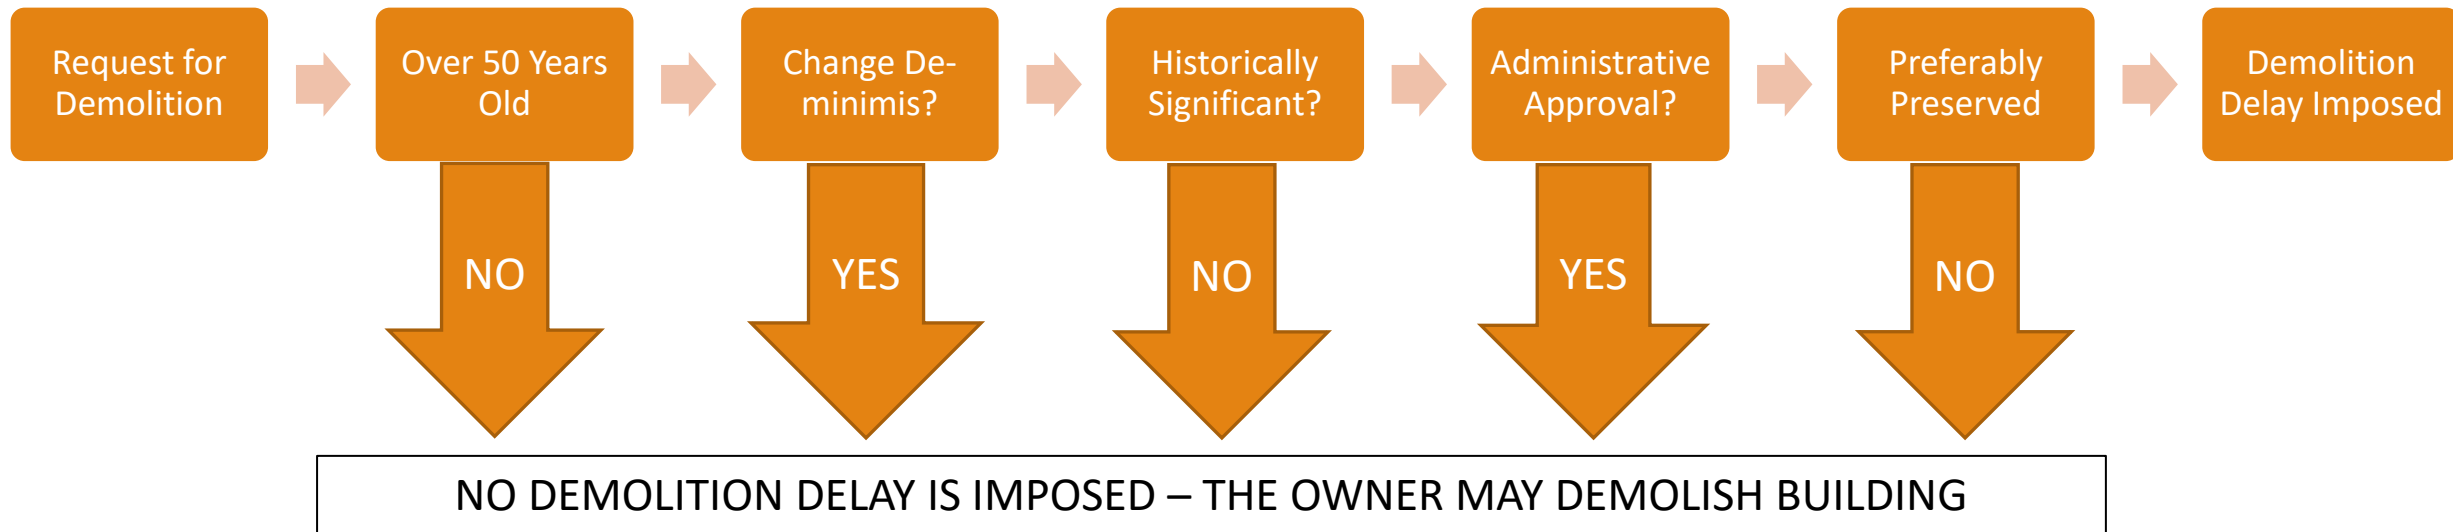 Request for
Demolition
Over 50 Years
Old
Change De-
minimis?
Historically
Significant?
Administrative
Approval?
Preferably
Preserved
Demolition
Delay Imposed
NO
YES
NO
YES
NO
NO DEMOLITION DELAY IS IMPOSED – THE OWNER MAY DEMOLISH BUILDING